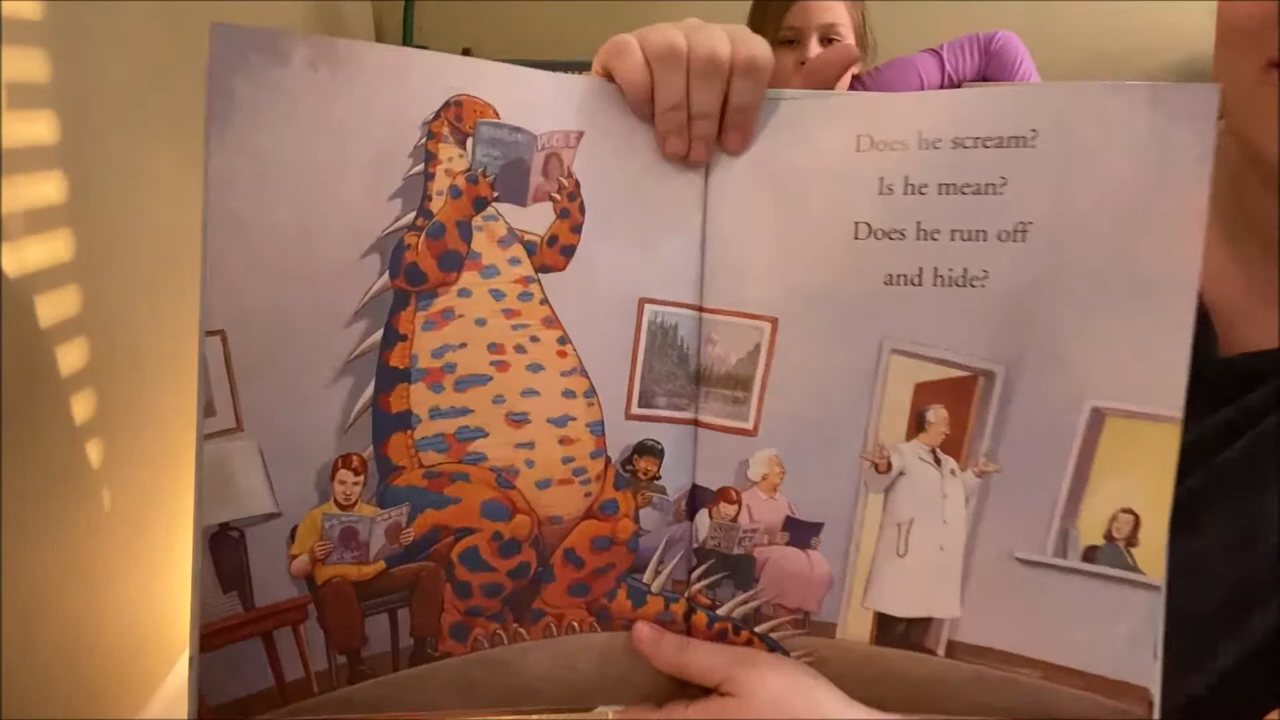 Does he scream?
Is he mean?
Does he run off
and hide?